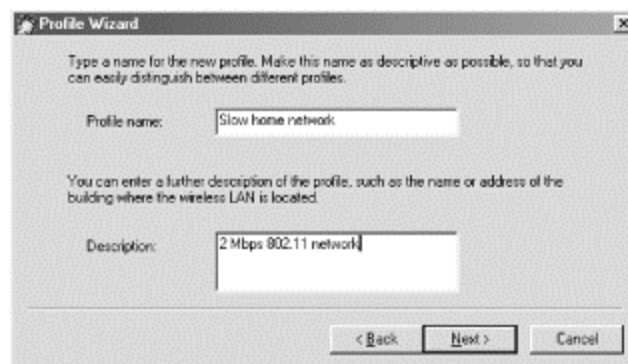 Profile Wizard
Type a name for the new profile. Make this name as descriptive as possible, so that you
can easily distinguish between different profiles.
Profile name:
Slow home network
You can enter a further description of the profile, such as the name or address of the
building where the wireless LAN is located.
Description:
2 Mbps 802.11 network
< Back
Next >
Cancel